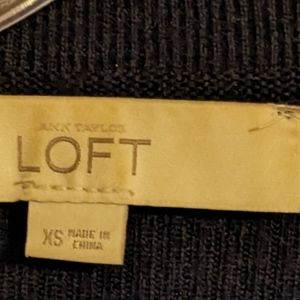 ANN TAYLOR
LOFT
XS MADE IN
CHINA